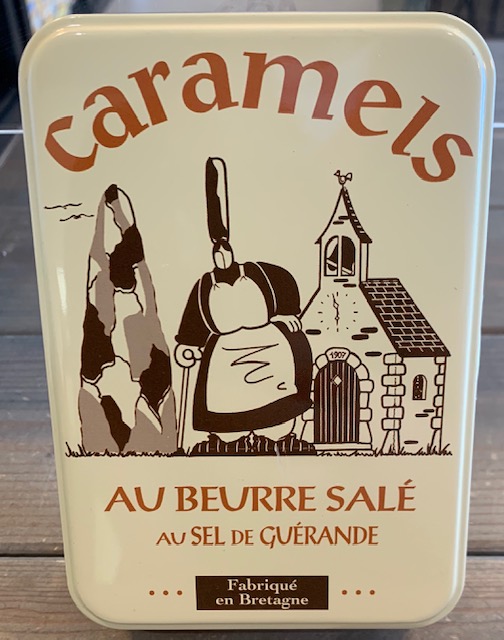 caramels
1907
AU BEURRE SALÉ
AU SEL DE GUÉRANDE
Fabriqué
en Bretagne